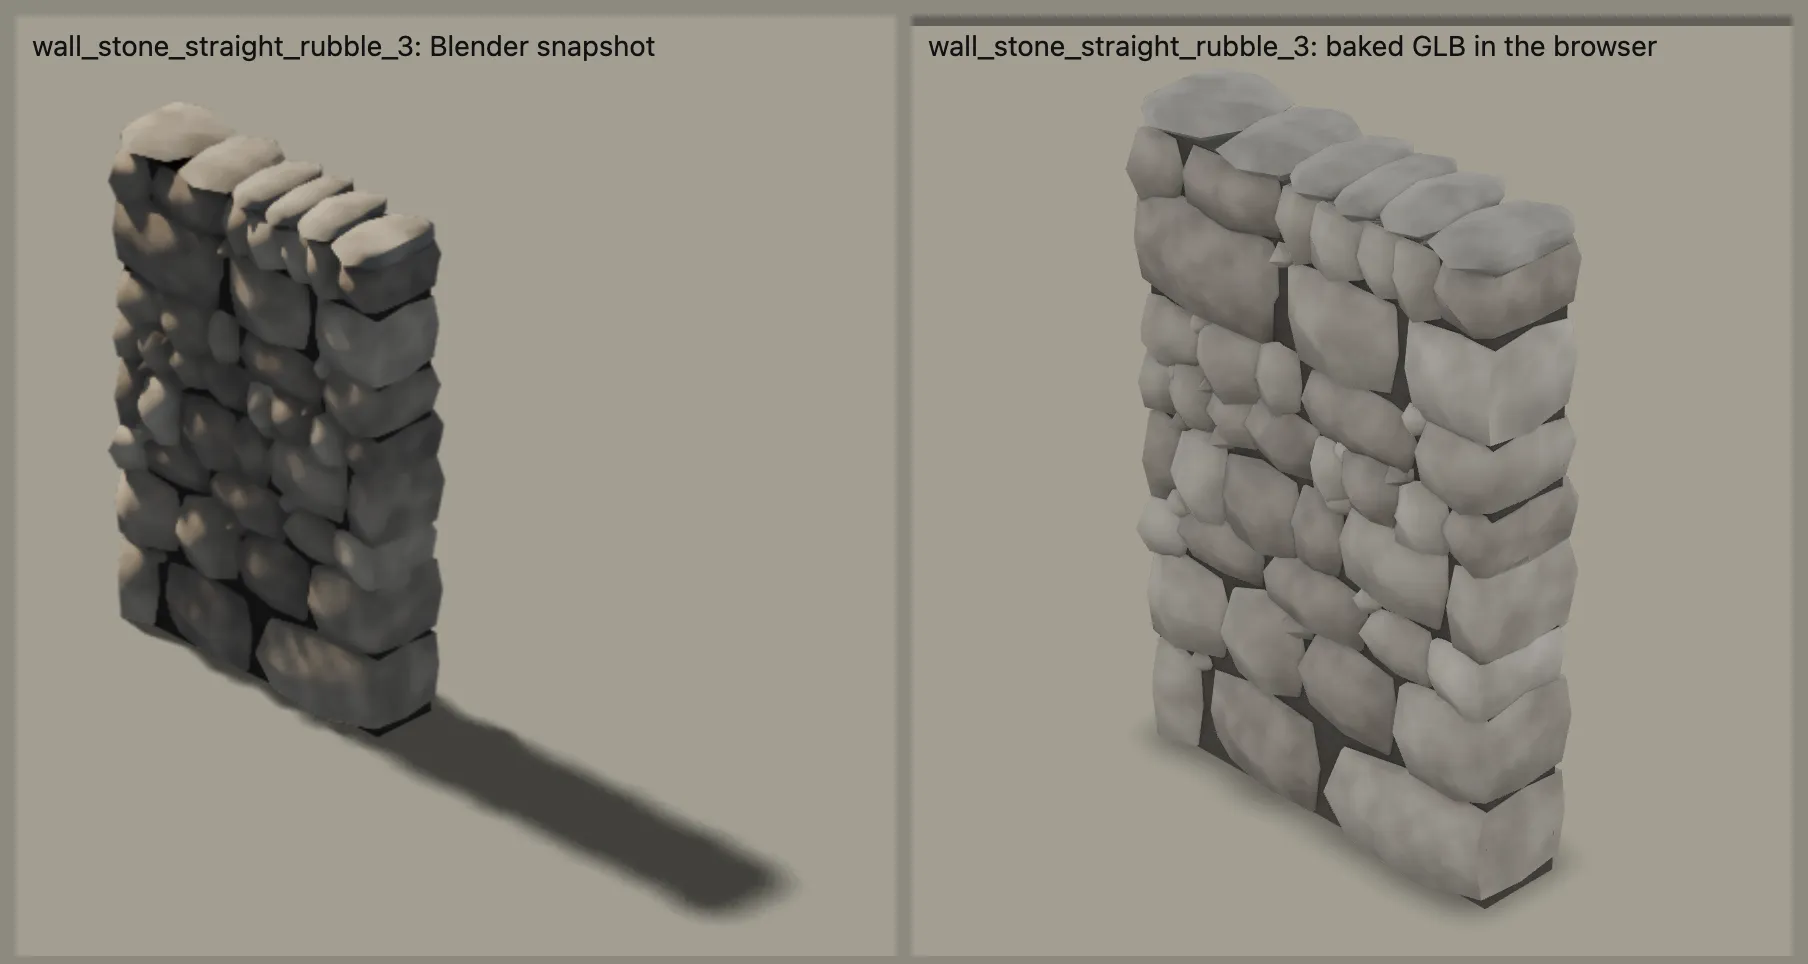 wall_stone_straight_rubble_3: Blender snapshot
wall_stone_straight_rubble_3: baked GLB in the browser